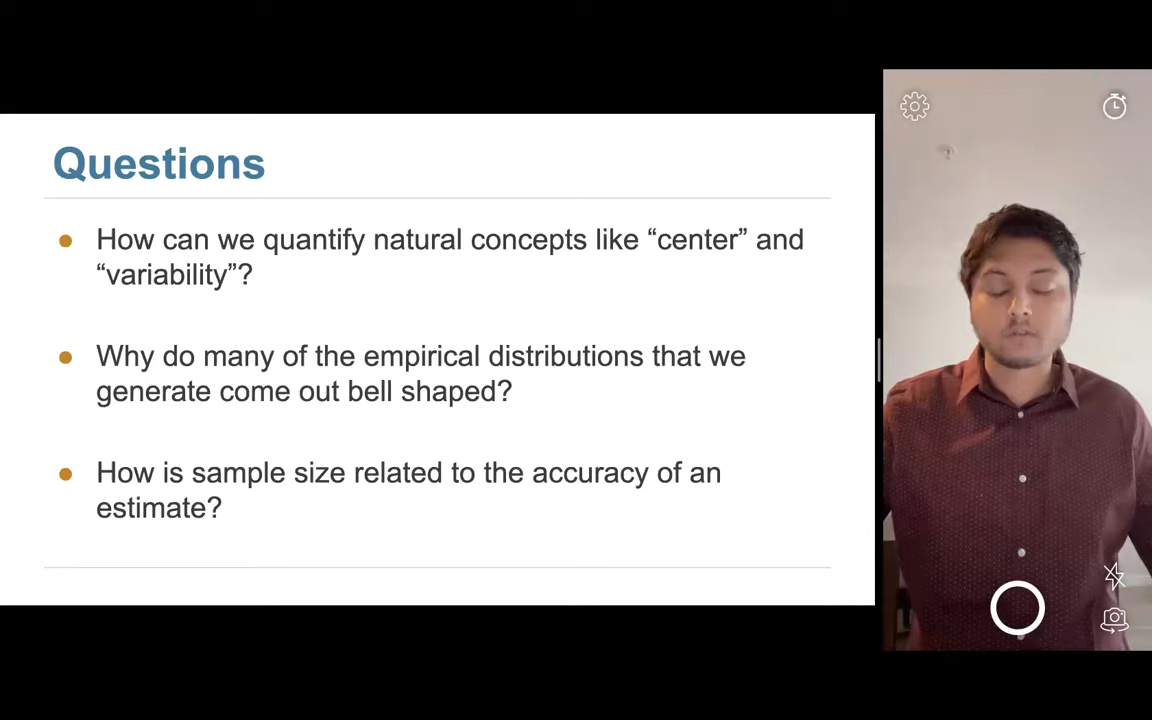 Questions
● How can we quantify natural concepts like “center” and
“variability”?
● Why do many of the empirical distributions that we
generate come out bell shaped?
● How is sample size related to the accuracy of an
estimate?